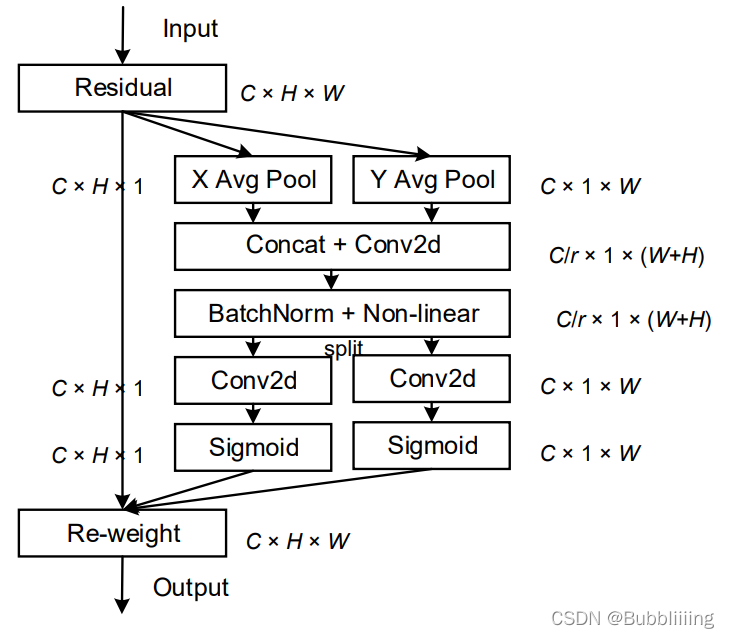 Input
Residual
C × H × W
C × H × 1
X Avg Pool
Y Avg Pool
C × 1 × W
Concat + Conv2d
C/r × 1 × (W+H)
BatchNorm + Non-linear
C/r × 1 × (W+H)
split
C × H × 1
Conv2d
Conv2d
C × 1 × W
C × H × 1
Sigmoid
Sigmoid
C × 1 × W
Re-weight
C × H × W
Output
CSDN @Bubbliiiing